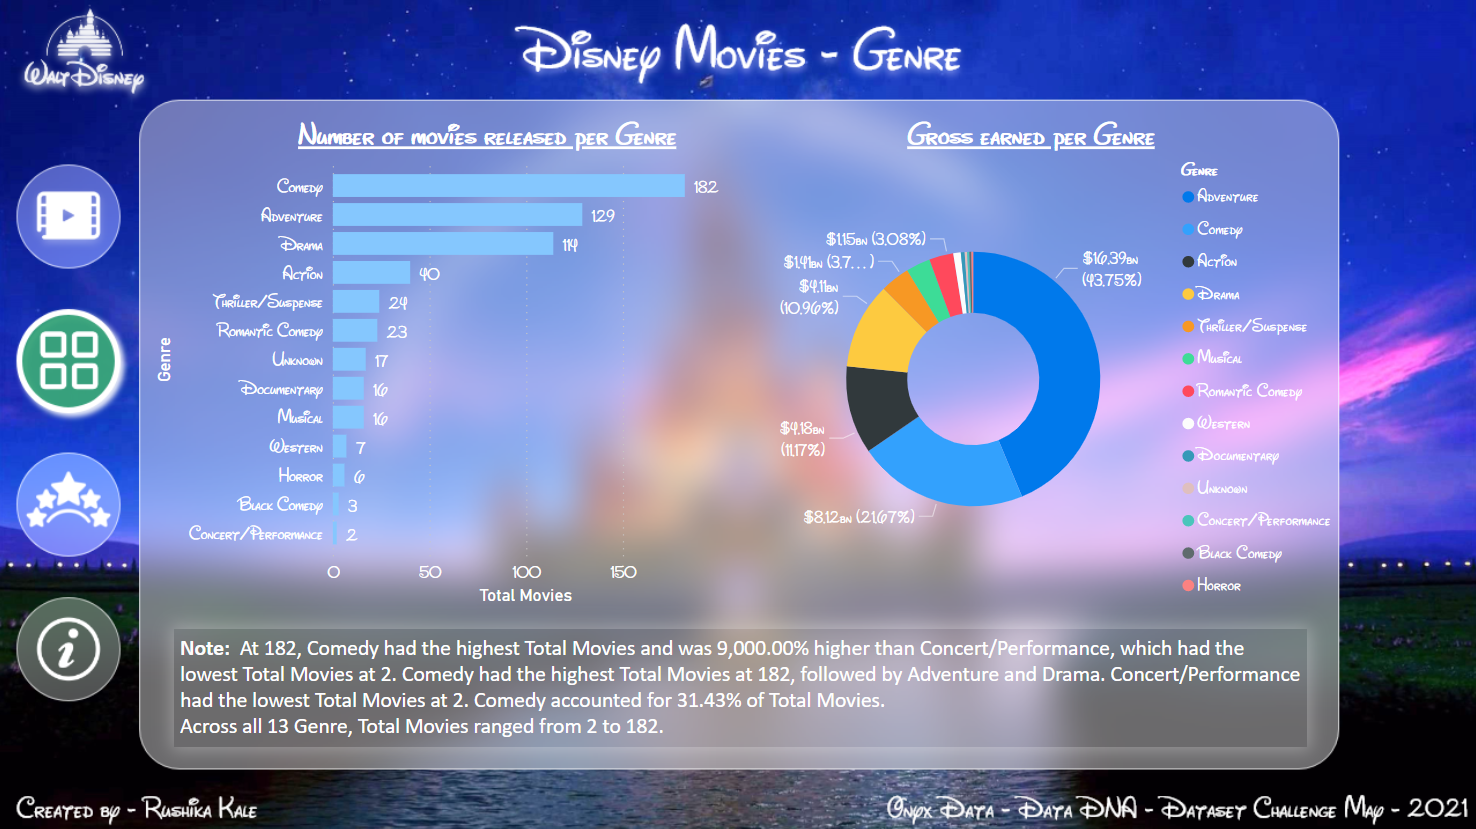 Walt Disney
Disney Movies - Genre
Number of movies released per Genre
Genre
Comedy 182
Adventure 129
Drama 114
Action 40
Thriller/Suspense 24
Romantic Comedy 23
Unknown 17
Documentary 16
Musical 16
Western 7
Horror 6
Black Comedy 3
Concert/Performance 2
0 50 100 150
Total Movies
Gross earned per Genre
$1.15bn (3.08%)
$1.41bn (3.7...)
$4.11bn
(10.96%)
$4.18bn
(11.17%)
$8.12bn (21.67%)
$16.39bn
(43.75%)
Genre
Adventure
Comedy
Action
Drama
Thriller/Suspense
Musical
Romantic Comedy
Western
Documentary
Unknown
Concert/Performance
Black Comedy
Horror
Note: At 182, Comedy had the highest Total Movies and was 9,000.00% higher than Concert/Performance, which had the
lowest Total Movies at 2. Comedy had the highest Total Movies at 182, followed by Adventure and Drama. Concert/Performance
had the lowest Total Movies at 2. Comedy accounted for 31.43% of Total Movies.
Across all 13 Genre, Total Movies ranged from 2 to 182.
Created by - Rushika Kale
Onyx Data - Data DNA - Dataset Challenge May - 2021